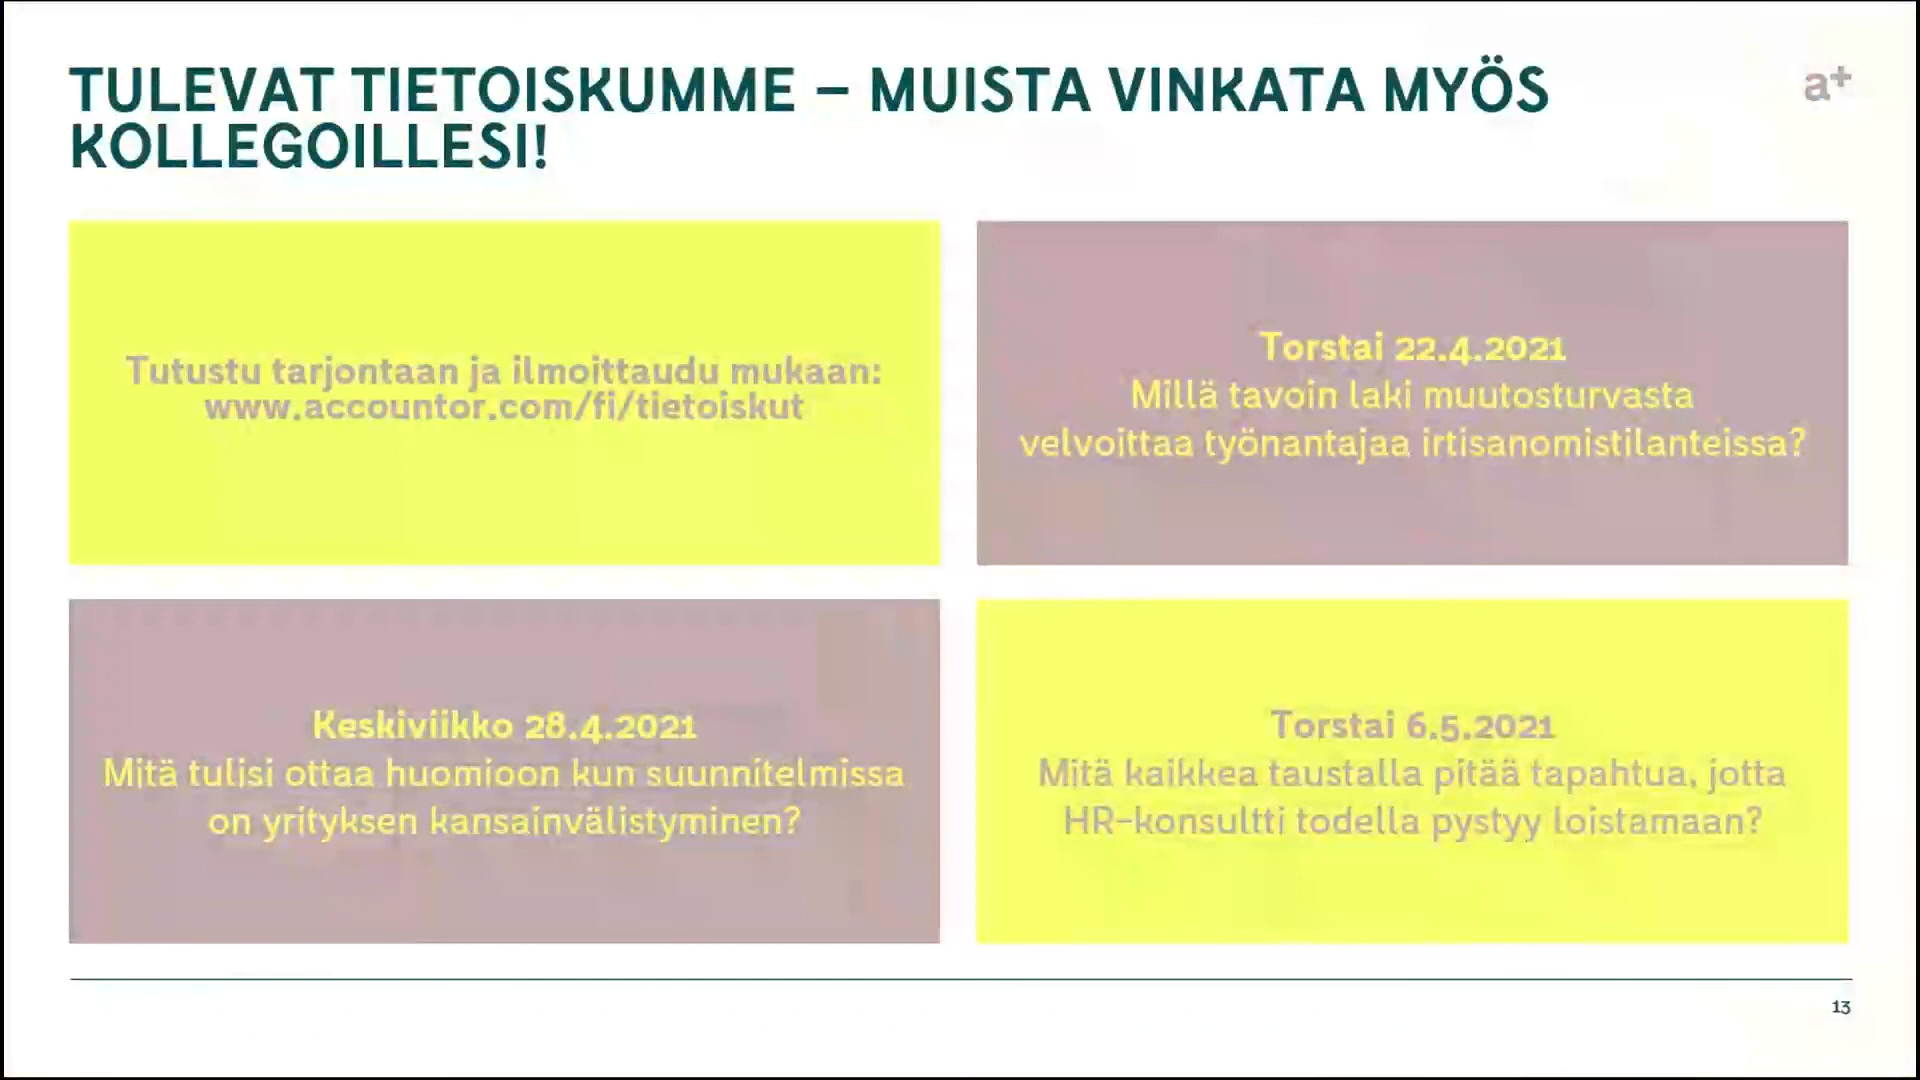 TULEVAT TIETOISKUMME – MUISTA VINKATA MYÖS
KOLLEGOILLESI!
a+
Tutustu tarjontaan ja ilmoittaudu mukaan:
www.accountor.com/fi/tietoiskut
Torstai 22.4.2021
Millä tavoin laki muutosturvasta
velvoittaa työnantajaa irtisanomistilanteissa?
Keskiviikko 28.4.2021
Mitä tulisi ottaa huomioon kun suunnitelmissa
on yrityksen kansainvälistyminen?
Torstai 6.5.2021
Mitä kaikkea taustalla pitää tapahtua, jotta
HR-konsultti todella pystyy loistamaan?
13